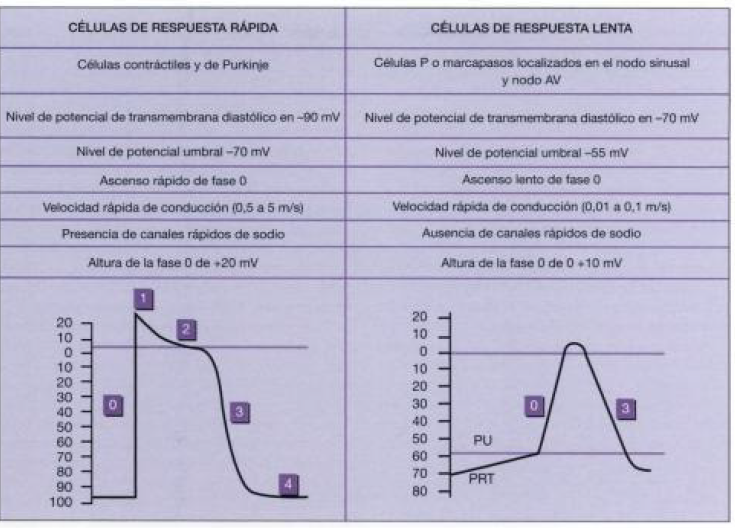 CÉLULAS DE RESPUESTA RÁPIDA
CÉLULAS DE RESPUESTA LENTA
Células contráctiles y de Purkinje
Células P o marcapasos localizados en el nodo sinusal
y nodo AV
Nivel de potencial de transmembrana diastólico en –90 mV
Nivel de potencial de transmembrana diastólico en –70 mV
Nivel de potencial umbral –70 mV
Nivel de potencial umbral –55 mV
Ascenso rápido de fase 0
Ascenso lento de fase 0
Velocidad rápida de conducción (0,5 a 5 m/s)
Velocidad rápida de conducción (0,01 a 0,1 m/s)
Presencia de canales rápidos de sodio
Ausencia de canales rápidos de sodio
Altura de la fase 0 de +20 mV
Altura de la fase 0 de 0 +10 mV
20
10
0
10
20
30
40
50
60
70
80
90
100
0
1
2
3
4
20
10
0
10
20
30
40
50
60
70
80
PU
PRT
0
3